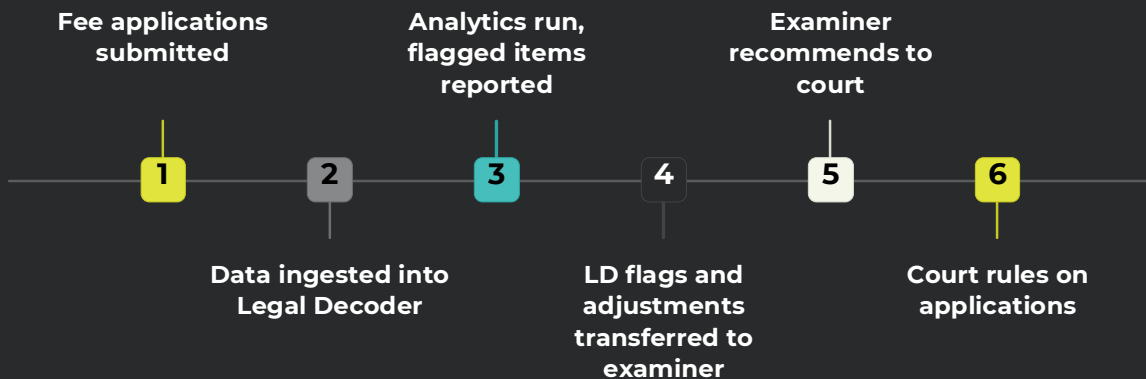 Fee applications
submitted
Analytics run,
flagged items
reported
Examiner
recommends to
court
1
2
3
4
5
6
Data ingested into
Legal Decoder
LD flags and
adjustments
transferred to
examiner
Court rules on
applications